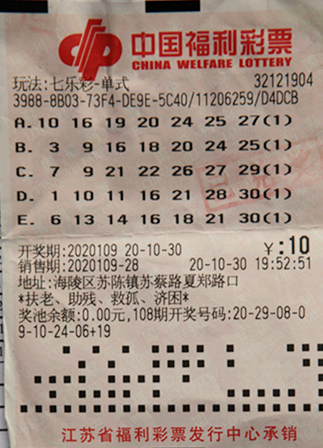 中国福利彩票
CHINA WELFARE LOTTERY
玩法:七乐彩-单式 32121904
3988-8B03-73F4-DE9E-5C40/11206259/D4DCB
A. 10 16 19 20 24 25 27(1)
B. 3 9 16 18 20 25 30(1)
C. 7 9 21 22 26 27 29(1)
D. 1 10 11 16 21 28 30(1)
E. 6 13 14 16 18 21 30(1)
开奖期:2020109 20-10-30 ¥:10
销售期:2020109-28 20-10-30 19:52:51
地址:海陵区苏陈镇苏蔡路夏郑路口
*扶老、助残、救孤、济困*
奖池余额:0.00元,108期开奖号码:20-29-08-0
9-10-24-06+19
江苏省福利彩票发行中心承销